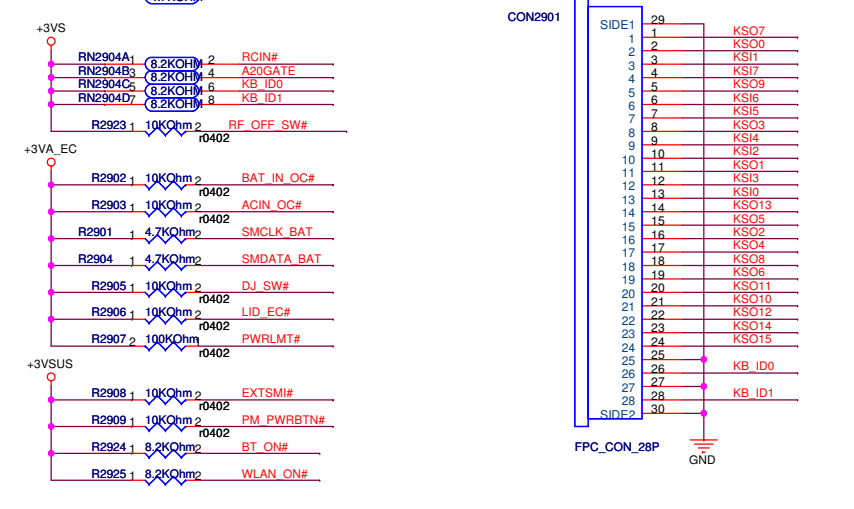 +3VS
RN2904A 1 8.2KOHM 2 RCIN#
RN2904B 3 8.2KOHM 4 A20GATE
RN2904C 5 8.2KOHM 6 KB_ID0
RN2904D 7 8.2KOHM 8 KB_ID1
R2923 1 10KOhm 2 RF_OFF_SW#
r0402
+3VA_EC
R2902 1 10KOhm 2 BAT_IN_OC#
r0402
R2903 1 10KOhm 2 ACIN_OC#
r0402
R2901 1 4.7KOhm 2 SMCLK_BAT
R2904 1 4.7KOhm 2 SMDATA_BAT
R2905 1 10KOhm 2 DJ_SW#
r0402
R2906 1 10KOhm 2 LID_EC#
r0402
R2907 2 100KOhm 1 PWRLMT#
r0402
+3VSUS
R2908 1 10KOhm 2 EXTSMI#
r0402
R2909 1 10KOhm 2 PM_PWRBTN#
r0402
R2924 1 8.2KOhm 2 BT_ON#
R2925 1 8.2KOhm 2 WLAN_ON#
CON2901
SIDE1 29
1 1 KSO7
2 2 KSO0
3 3 KSI1
4 4 KSI7
5 5 KSO9
6 6 KSI6
7 7 KSI5
8 8 KSO3
9 9 KSI4
10 10 KSI2
11 11 KSO1
12 12 KSI3
13 13 KSI0
14 14 KSO13
15 15 KSO5
16 16 KSO2
17 17 KSO4
18 18 KSO8
19 19 KSO6
20 20 KSO11
21 21 KSO10
22 22 KSO12
23 23 KSO14
24 24 KSO15
25 25
26 26 KB_ID0
27 27
28 28 KB_ID1
SIDE2 30
FPC_CON_28P
GND